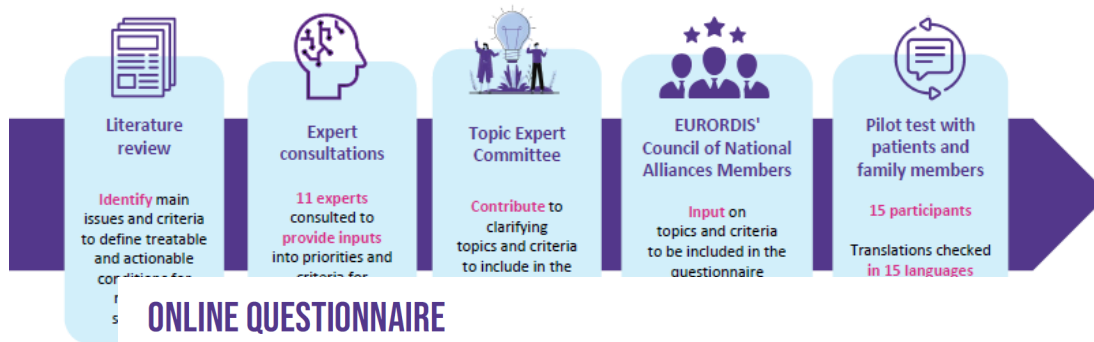 Literature
review
Identify main
issues and criteria
to define treatable
and actionable
Expert
consultations
11 experts
consulted to
provide inputs
into priorities and
criteria for
Topic Expert
Committee
Contribute to
clarifying
topics and criteria
to include in the
EURORDIS'
Council of National
Alliances Members
Input on
topics and criteria
to be included in the
questionnaire
Pilot test with
patients and
family members
15 participants
Translations checked
in 15 languages
ONLINE QUESTIONNAIRE